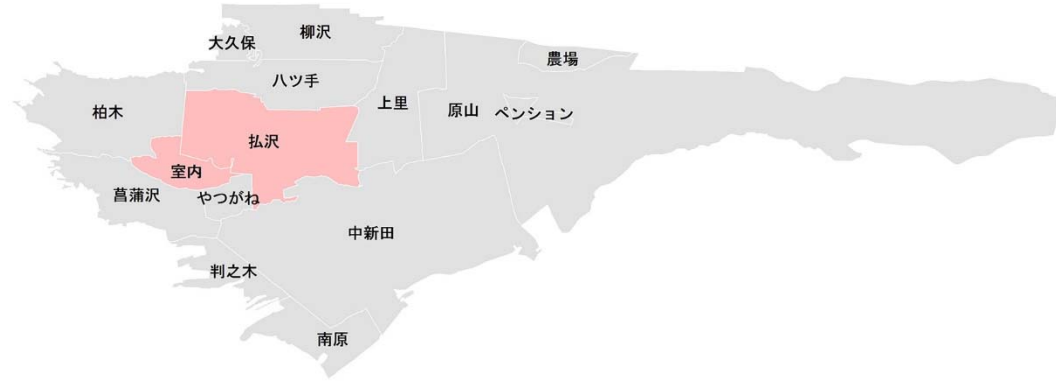 柳沢
大久保
農場
八ツ手
上里
原山
ペンション
柏木
払沢
室内
菖蒲沢
やつがね
中新田
判之木
南原